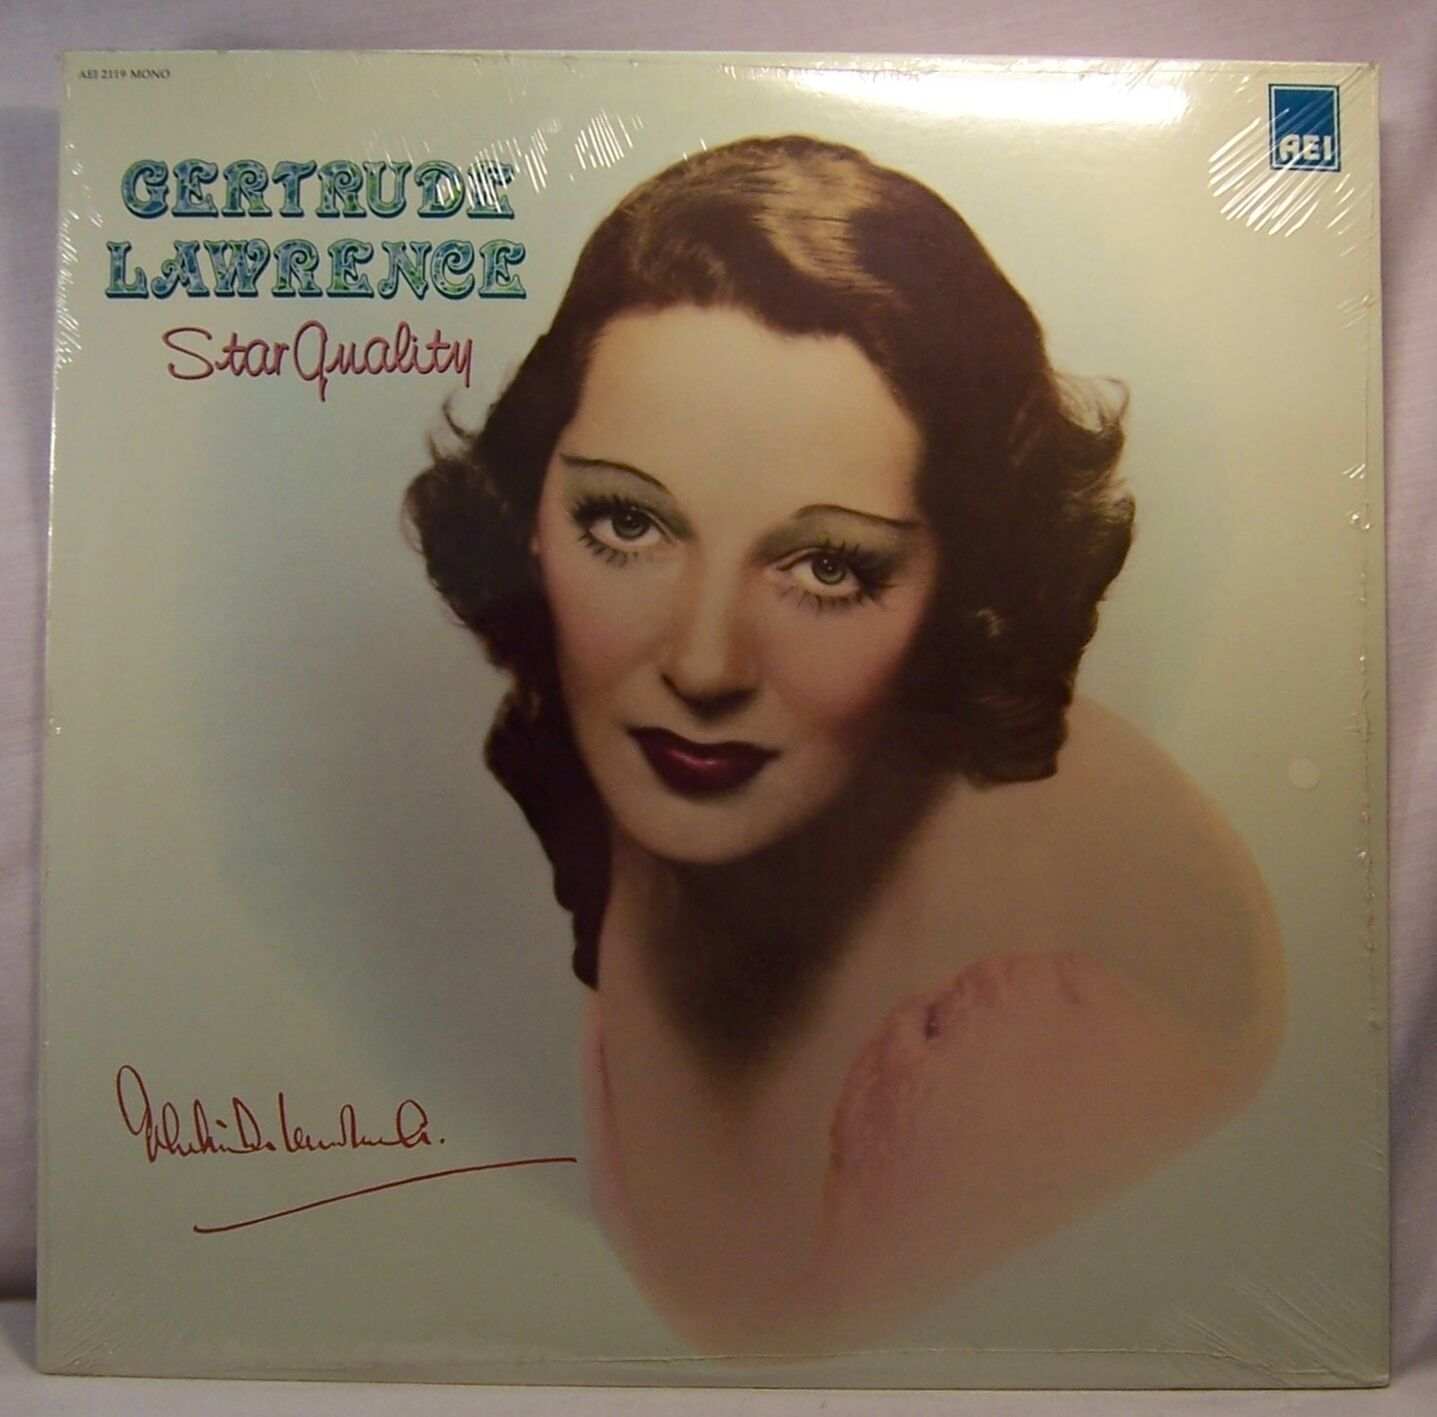 AEI 2119 MONO
AEI
GERTRUDE
LAWRENCE
Star Quality